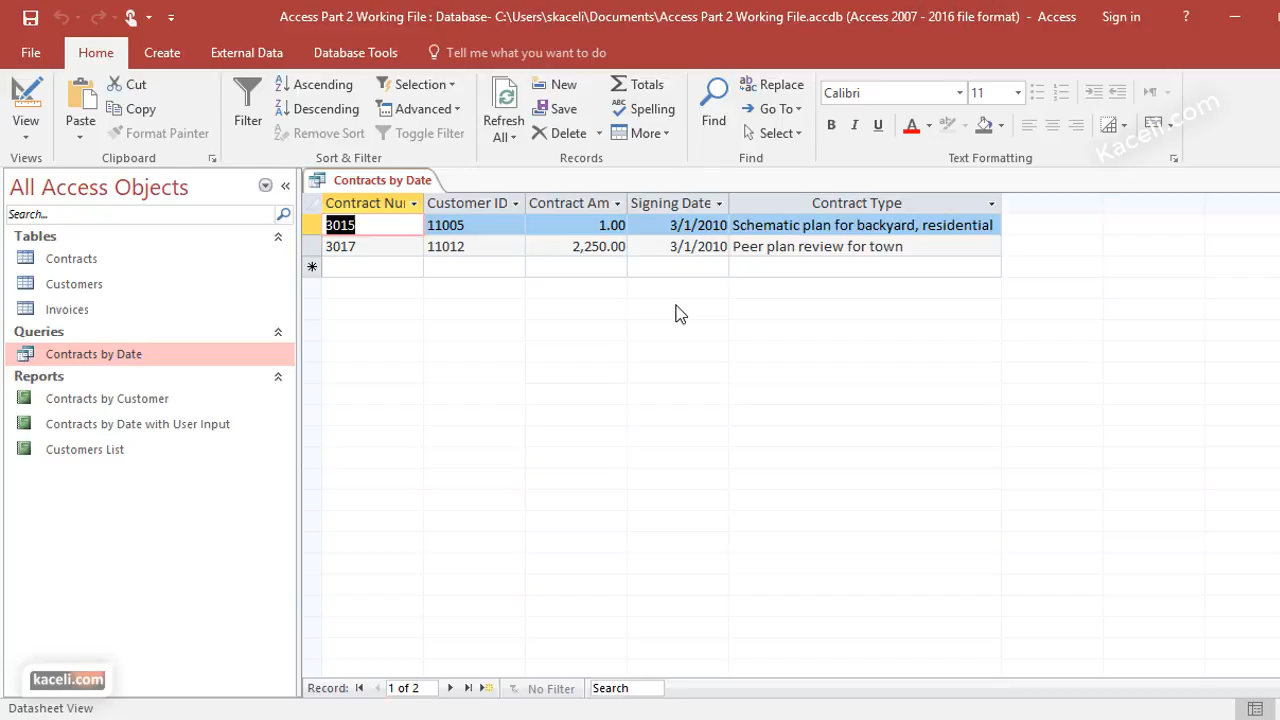 Access Part 2 Working File : Database- C:\Users\skaceli\Documents\Access Part 2 Working File.accdb (Access 2007 - 2016 file format) - Access Sign in ?
File Home Create External Data Database Tools Tell me what you want to do
View Paste Cut Copy Format Painter Filter Ascending Descending Remove Sort Selection Advanced Toggle Filter Refresh All New Save Delete Totals Spelling More Find Replace Go To Select Calibri 11 B I U A
Views Clipboard Sort & Filter Records Find Text Formatting
Kaceli.com
All Access Objects
Search...
Tables
Contracts
Customers
Invoices
Queries
Contracts by Date
Reports
Contracts by Customer
Contracts by Date with User Input
Customers List
Contracts by Date
Contract Nur Customer ID Contract Am Signing Date Contract Type
3015 11005 1.00 3/1/2010 Schematic plan for backyard, residential
3017 11012 2,250.00 3/1/2010 Peer plan review for town
kaceli.com
Record: 1 of 2 No Filter Search
Datasheet View